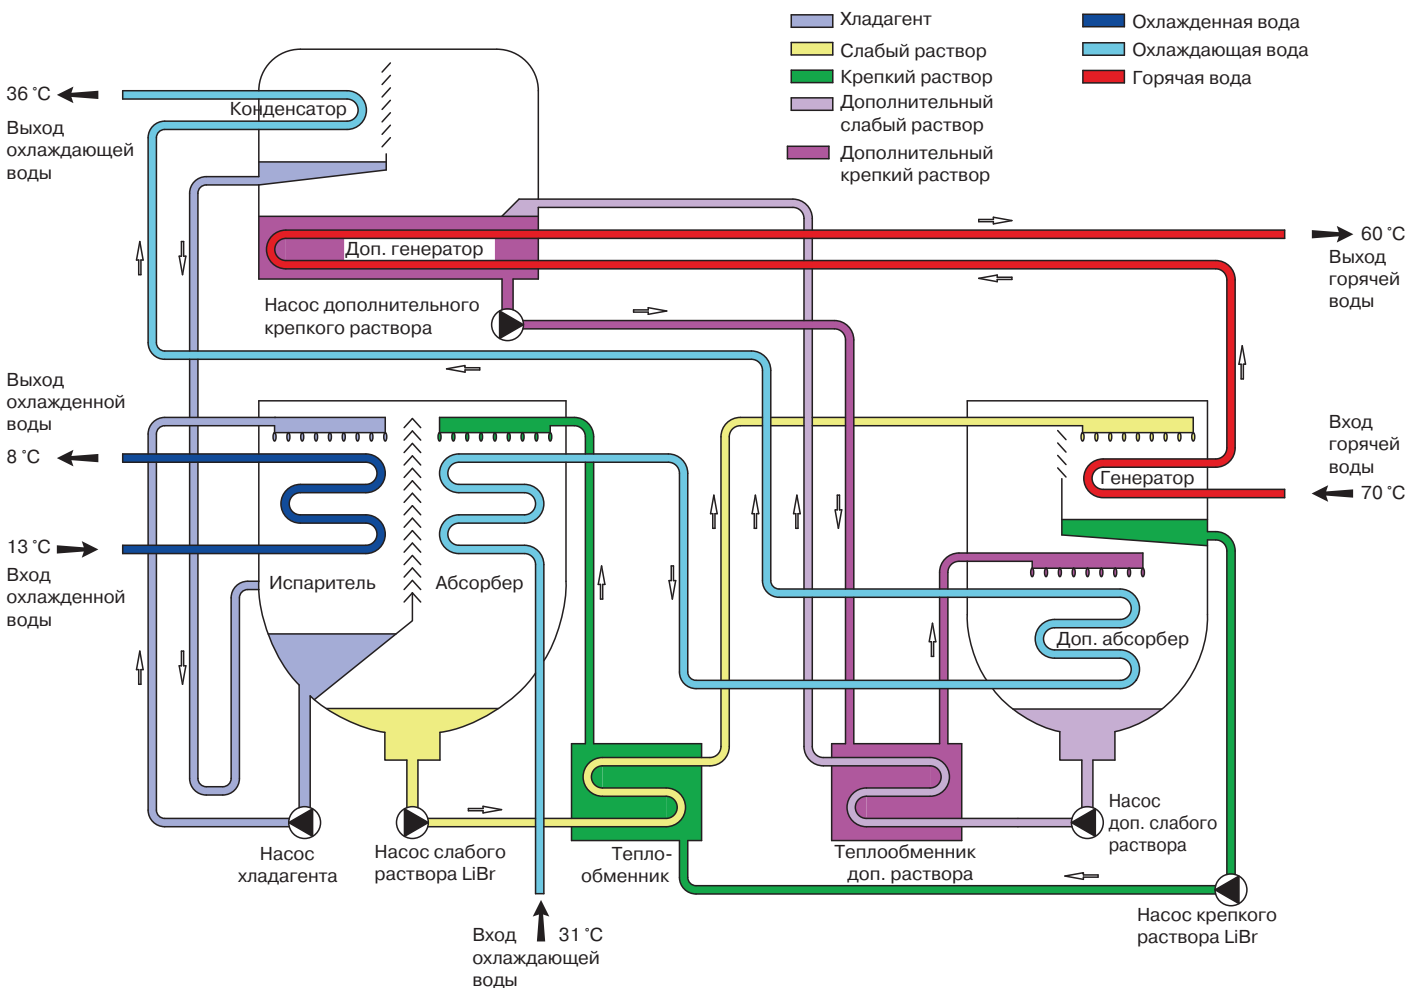 Хладагент
Слабый раствор
Крепкий раствор
Дополнительный
слабый раствор
Дополнительный
крепкий раствор
Охлажденная вода
Охлаждающая вода
Горячая вода
36 °C
Выход
охлаждающей
воды
Конденсатор
Доп. генератор
60 °C
Выход
горячей
воды
Насос дополнительного
крепкого раствора
Выход
охлажденной
воды
8 °C
13 °C
Вход
охлажденной
воды
Испаритель
Абсорбер
Вход
горячей
воды
70 °C
Генератор
Доп. абсорбер
Насос
хладагента
Насос слабого
раствора LiBr
Тепло-
обменник
Теплообменник
доп. раствора
Насос
доп. слабого
раствора
Насос крепкого
раствора LiBr
Вход 31 °C
охлаждающей
воды